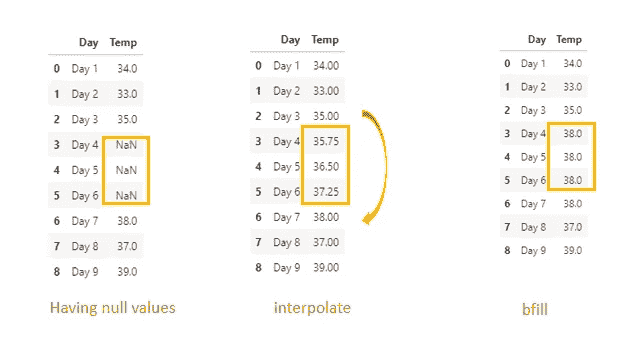 Day Temp
0 Day 1 34.0
1 Day 2 33.0
2 Day 3 35.0
3 Day 4 NaN
4 Day 5 NaN
5 Day 6 NaN
6 Day 7 38.0
7 Day 8 37.0
8 Day 9 39.0
Having null values
Day Temp
0 Day 1 34.00
1 Day 2 33.00
2 Day 3 35.00
3 Day 4 35.75
4 Day 5 36.50
5 Day 6 37.25
6 Day 7 38.00
7 Day 8 37.00
8 Day 9 39.00
interpolate
Day Temp
0 Day 1 34.0
1 Day 2 33.0
2 Day 3 35.0
3 Day 4 38.0
4 Day 5 38.0
5 Day 6 38.0
6 Day 7 38.0
7 Day 8 37.0
8 Day 9 39.0
bfill